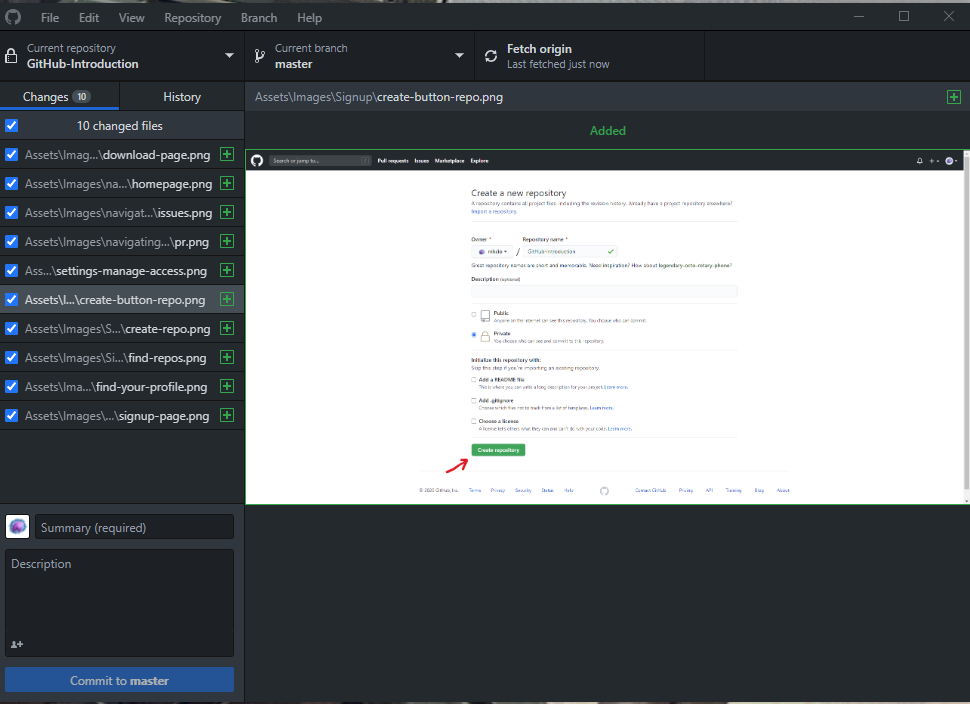 File Edit View Repository Branch Help
Current repository
GitHub-Introduction
Current branch
master
Fetch origin
Last fetched just now
Changes 10
History
10 changed files
Assets\Imag...\download-page.png
Assets\Images\na...\homepage.png
Assets\Images\navigat...\issues.png
Assets\Images\navigating...\pr.png
Ass...\settings-manage-access.png
Assets\I...\create-button-repo.png
Assets\Images\S...\create-repo.png
Assets\Images\Si...\find-repos.png
Assets\Ima...\find-your-profile.png
Assets\Images\...\signup-page.png
Summary (required)
Description
Commit to master
Assets\Images\Signup\create-button-repo.png
Added
Search or jump to... / Pull requests Issues Marketplace Explore
Create a new repository
A repository contains all project files, including the revision history. Already have a project repository elsewhere?
Import a repository.
Owner * Repository name *
/ GitHub-Introduction
Great repository names are short and memorable. Need inspiration? How about legendary-octo-rotary-phone?
Description (optional)
Public
Anyone on the internet can see this repository. You choose who can commit.
Private
You choose who can see and commit to this repository.
Initialize this repository with:
Skip this step if you're importing an existing repository.
Add a README file
This is where you can write a long description for your project. Learn more.
Add .gitignore
Choose which files not to track from a list of templates. Learn more.
Choose a license
A license tells others what they can and can't do with your code. Learn more.
Create repository
© 2020 GitHub, Inc. Terms Privacy Security Status Help Contact GitHub Pricing API Training Blog About